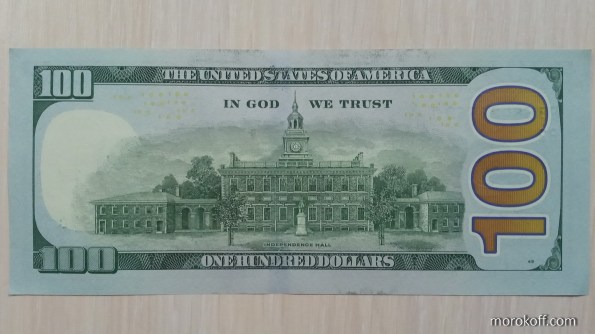 100
THE UNITED STATES OF AMERICA
IN GOD WE TRUST
100
INDEPENDENCE HALL
100
ONE HUNDRED DOLLARS
morokoff.com